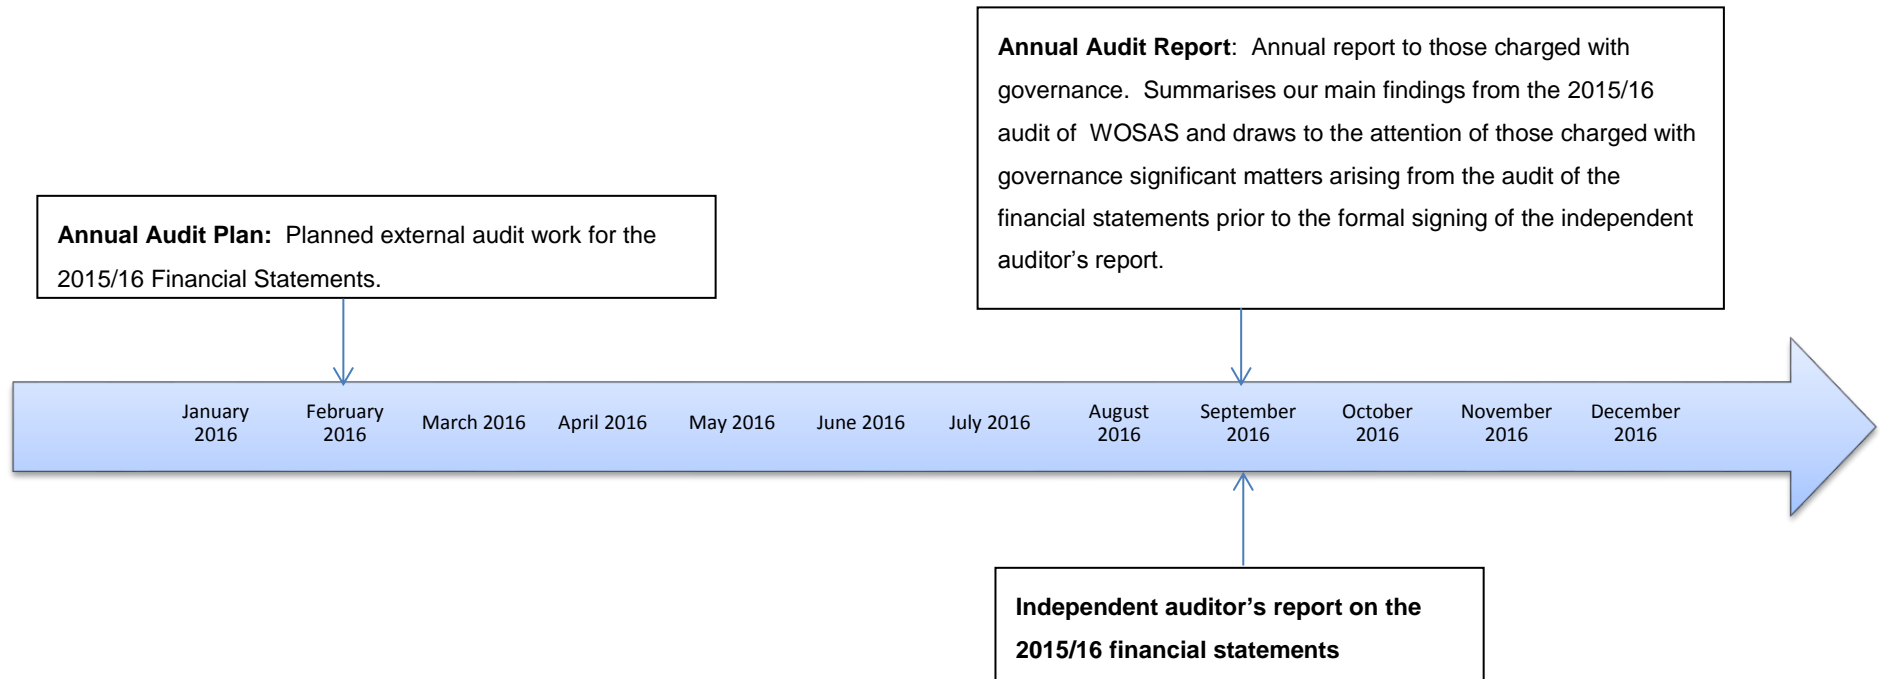 Annual Audit Report:  Annual report to those charged with
governance.  Summarises our main findings from the 2015/16
audit of  WOSAS and draws to the attention of those charged with
governance significant matters arising from the audit of the
financial statements prior to the formal signing of the independent
auditor’s report.
Annual Audit Plan:  Planned external audit work for the
2015/16 Financial Statements.
January
2016
February
2016
March 2016
April 2016
May 2016
June 2016
July 2016
August
2016
September
2016
October
2016
November
2016
December
2016
Independent auditor’s report on the
2015/16 financial statements